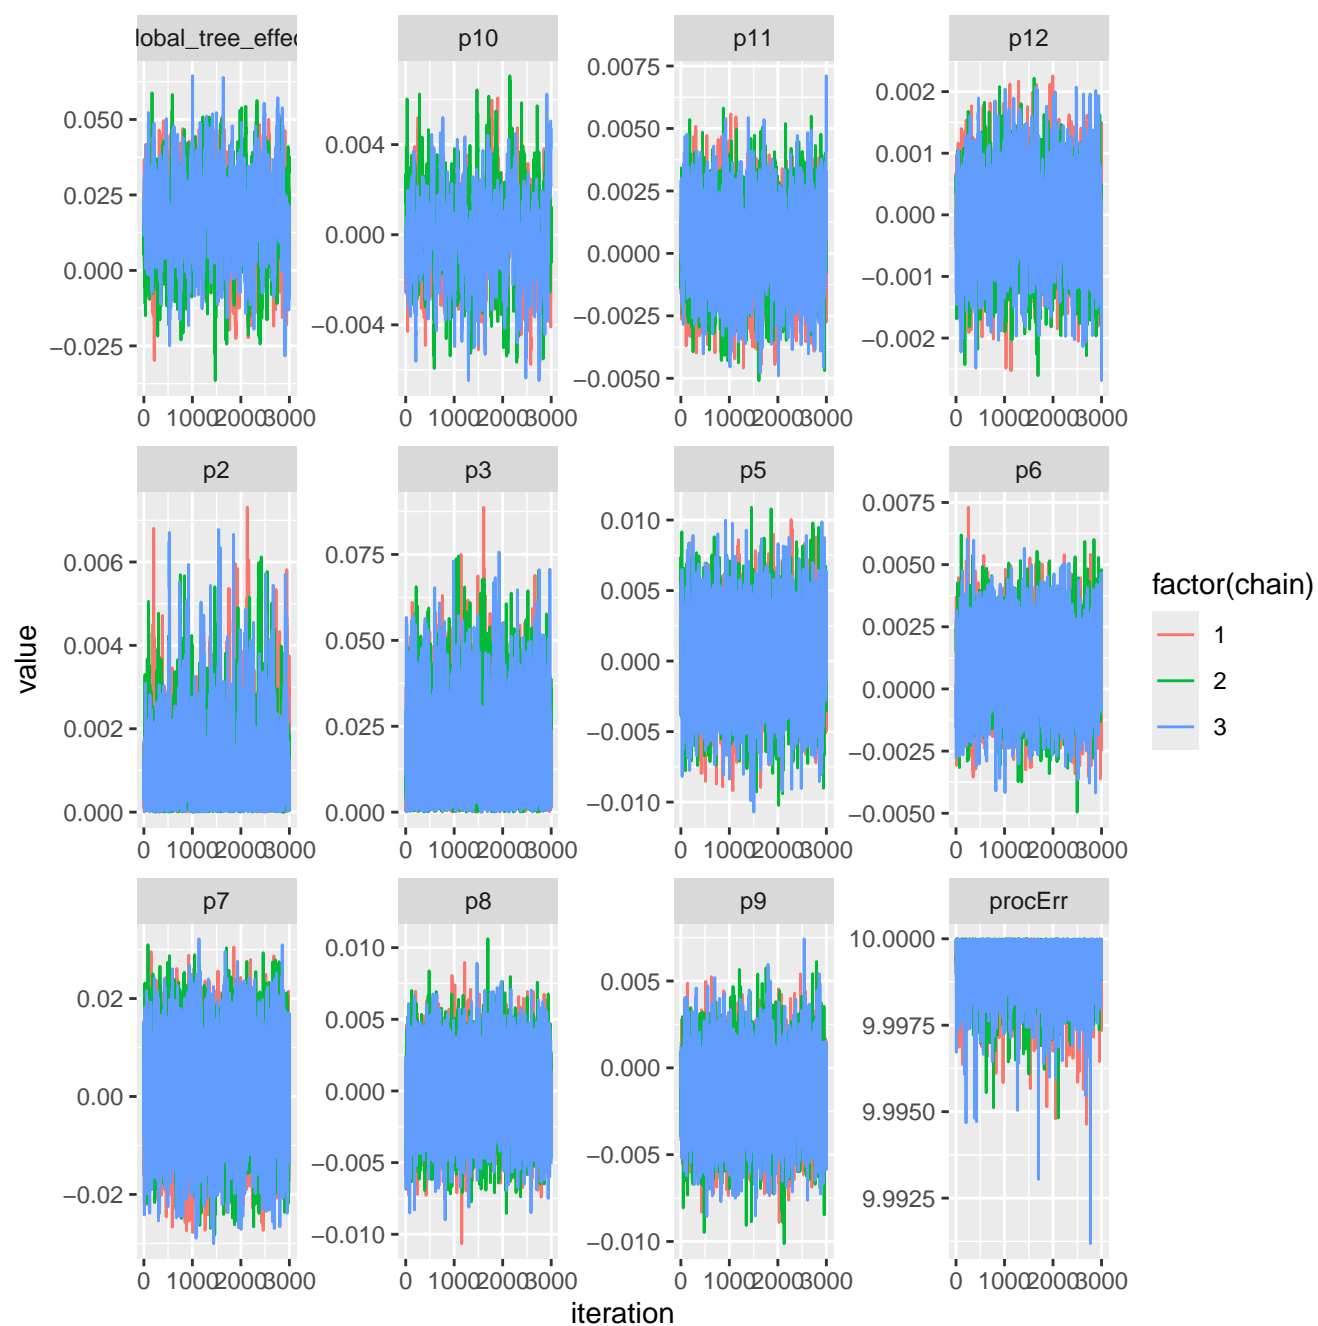 lobal_tree_effec
p10
p11
p12
0.050
0.025
0.000
−0.025
0.004
0.000
−0.004
0.0075
0.0050
0.0025
0.0000
−0.0025
−0.0050
0.002
0.001
0.000
−0.001
−0.002
0 1000 2000 3000
0 1000 2000 3000
0 1000 2000 3000
0 1000 2000 3000
p2
p3
p5
p6
0.006
0.004
0.002
0.000
0.075
0.050
0.025
0.000
0.010
0.005
0.000
−0.005
−0.010
0.0075
0.0050
0.0025
0.0000
−0.0025
−0.0050
0 1000 2000 3000
0 1000 2000 3000
0 1000 2000 3000
0 1000 2000 3000
p7
p8
p9
procErr
0.02
0.00
−0.02
0.010
0.005
0.000
−0.005
−0.010
0.005
0.000
−0.005
−0.010
10.0000
9.9975
9.9950
9.9925
0 1000 2000 3000
0 1000 2000 3000
0 1000 2000 3000
0 1000 2000 3000
iteration
value
factor(chain)
1
2
3